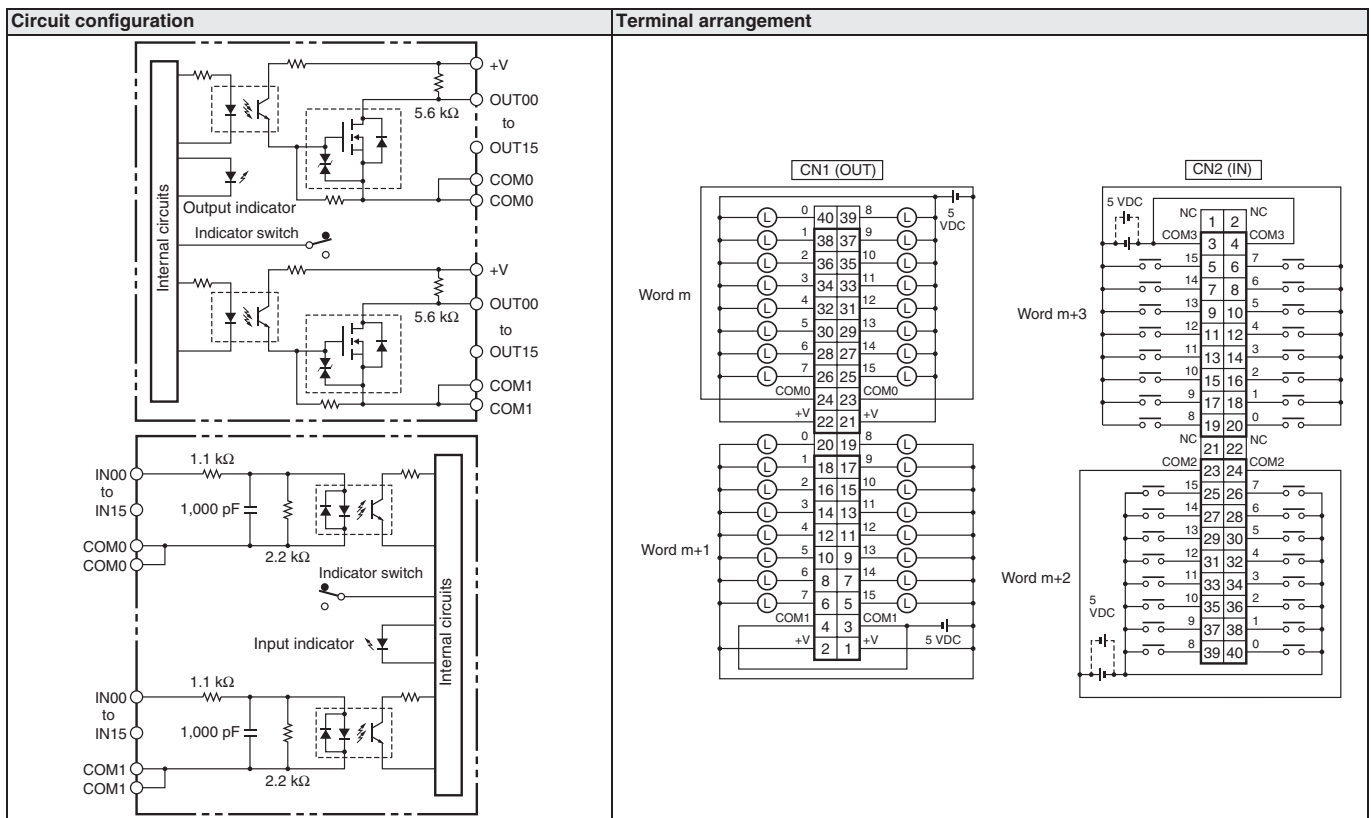 Circuit configuration
Terminal arrangement
Internal circuits
+V
OUT00
5.6 kΩ
to
OUT15
COM0
COM0
Output indicator
Indicator switch
+V
OUT00
5.6 kΩ
to
OUT15
COM1
COM1
IN00
to
IN15
COM0
COM0
1.1 kΩ
1,000 pF
2.2 kΩ
Indicator switch
Input indicator
Internal circuits
IN00
to
IN15
COM1
COM1
1.1 kΩ
1,000 pF
2.2 kΩ
CN1 (OUT)
5
VDC
Word m
L 0 40 39 8 L
L 1 38 37 9 L
L 2 36 35 10 L
L 3 34 33 11 L
L 4 32 31 12 L
L 5 30 29 13 L
L 6 28 27 14 L
L 7 26 25 15 L
COM0 24 23 COM0
+V 22 21 +V
Word m+1
L 0 20 19 8 L
L 1 18 17 9 L
L 2 16 15 10 L
L 3 14 13 11 L
L 4 12 11 12 L
L 5 10 9 13 L
L 6 8 7 14 L
L 7 6 5 15 L
COM1 4 3 COM1
+V 2 1 +V
5 VDC
CN2 (IN)
5 VDC
Word m+3
NC 1 2 NC
COM3 3 4 COM3
15 5 6 7
14 7 8 6
13 9 10 5
12 11 12 4
11 13 14 3
10 15 16 2
9 17 18 1
8 19 20 0
NC 21 22 NC
COM2 23 24 COM2
Word m+2
15 25 26 7
14 27 28 6
13 29 30 5
12 31 32 4
11 33 34 3
10 35 36 2
9 37 38 1
8 39 40 0
5
VDC